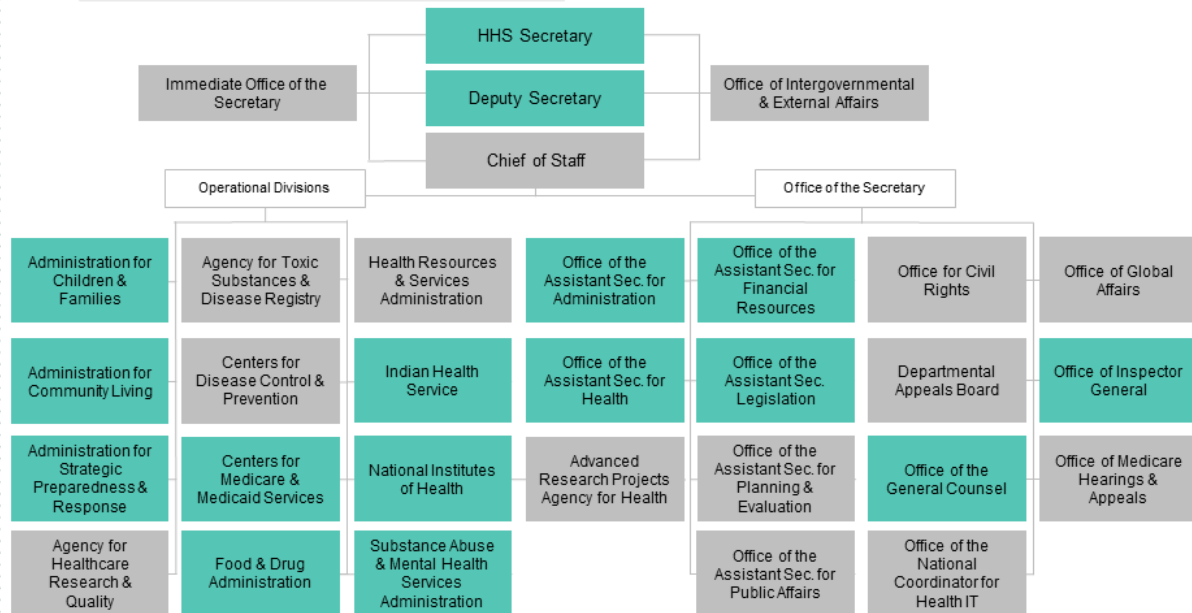 HHS Secretary
Immediate Office of the
Secretary
Deputy Secretary
Office of Intergovernmental
& External Affairs
Chief of Staff
Operational Divisions
Office of the Secretary
Administration for
Children &
Families
Agency for Toxic
Substances &
Disease Registry
Health Resources
& Services
Administration
Office of the
Assistant Sec. for
Administration
Office of the
Assistant Sec. for
Financial
Resources
Office for Civil
Rights
Office of Global
Affairs
Administration for
Community Living
Centers for
Disease Control &
Prevention
Indian Health
Service
Office of the
Assistant Sec. for
Health
Office of the
Assistant Sec.
Legislation
Departmental
Appeals Board
Office of Inspector
General
Administration for
Strategic
Preparedness &
Response
Centers for
Medicare &
Medicaid Services
National Institutes
of Health
Advanced
Research Projects
Agency for Health
Office of the
Assistant Sec. for
Planning &
Evaluation
Office of the
General Counsel
Office of Medicare
Hearings &
Appeals
Agency for
Healthcare
Research &
Quality
Food & Drug
Administration
Substance Abuse
& Mental Health
Services
Administration
Office of the
Assistant Sec. for
Public Affairs
Office of the
National
Coordinator for
Health IT